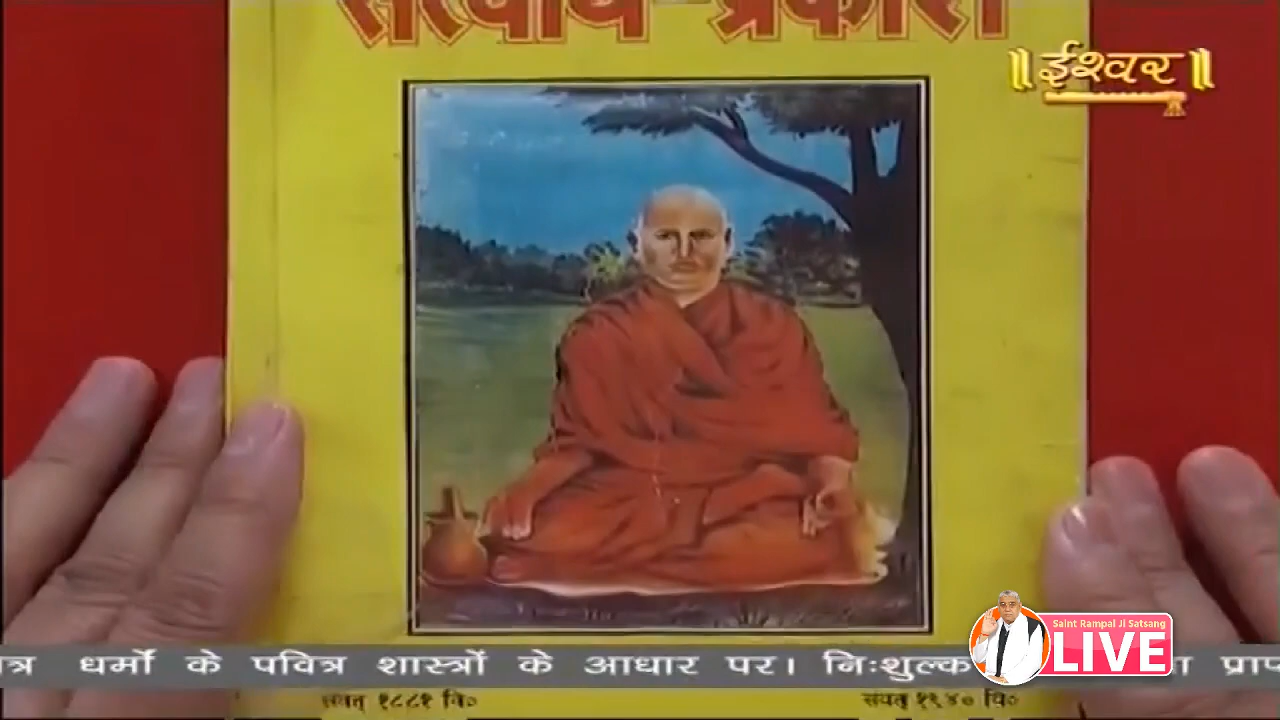 सत्यार्थ-प्रकाश
॥ ईश्वर ॥
Saint Rampal Ji Satsang
LIVE
धर्मों के पवित्र शास्त्रों के आधार पर। निःशुल्क
संवत् १८८१ वि०
संवत् १९४० वि०